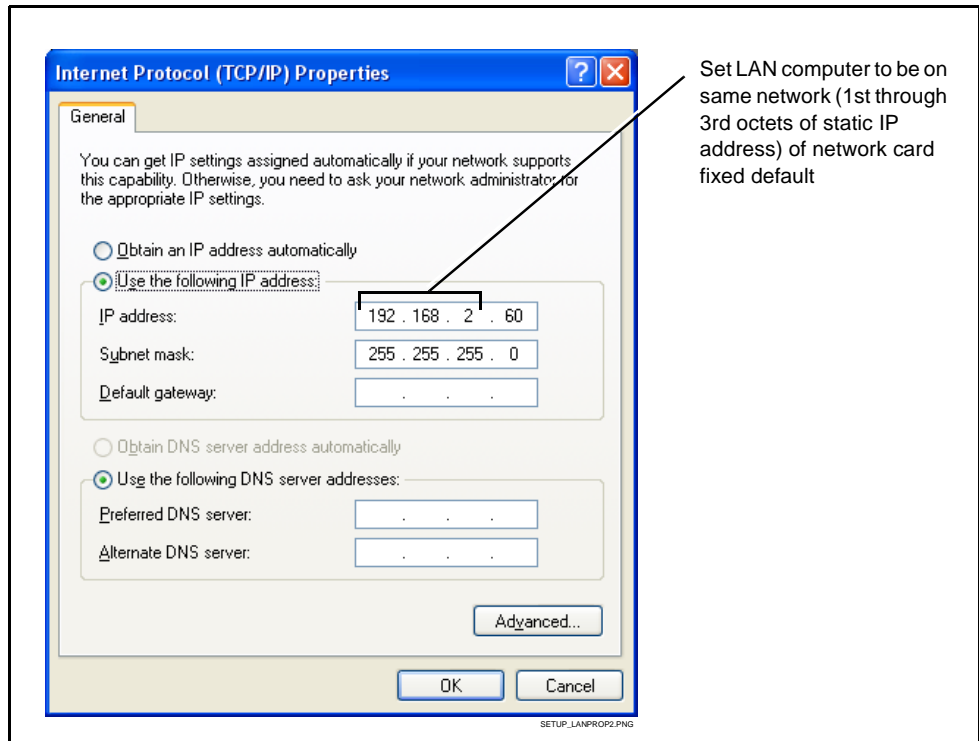 Internet Protocol (TCP/IP) Properties
General
You can get IP settings assigned automatically if your network supports
this capability. Otherwise, you need to ask your network administrator for
the appropriate IP settings.
Obtain an IP address automatically
Use the following IP address:
IP address: 192 . 168 . 2 . 60
Subnet mask: 255 . 255 . 255 . 0
Default gateway: . . .
Obtain DNS server address automatically
Use the following DNS server addresses:
Preferred DNS server: . . .
Alternate DNS server: . . .
Advanced...
OK Cancel
SETUP_LANPROP2.PNG
Set LAN computer to be on
same network (1st through
3rd octets of static IP
address) of network card
fixed default